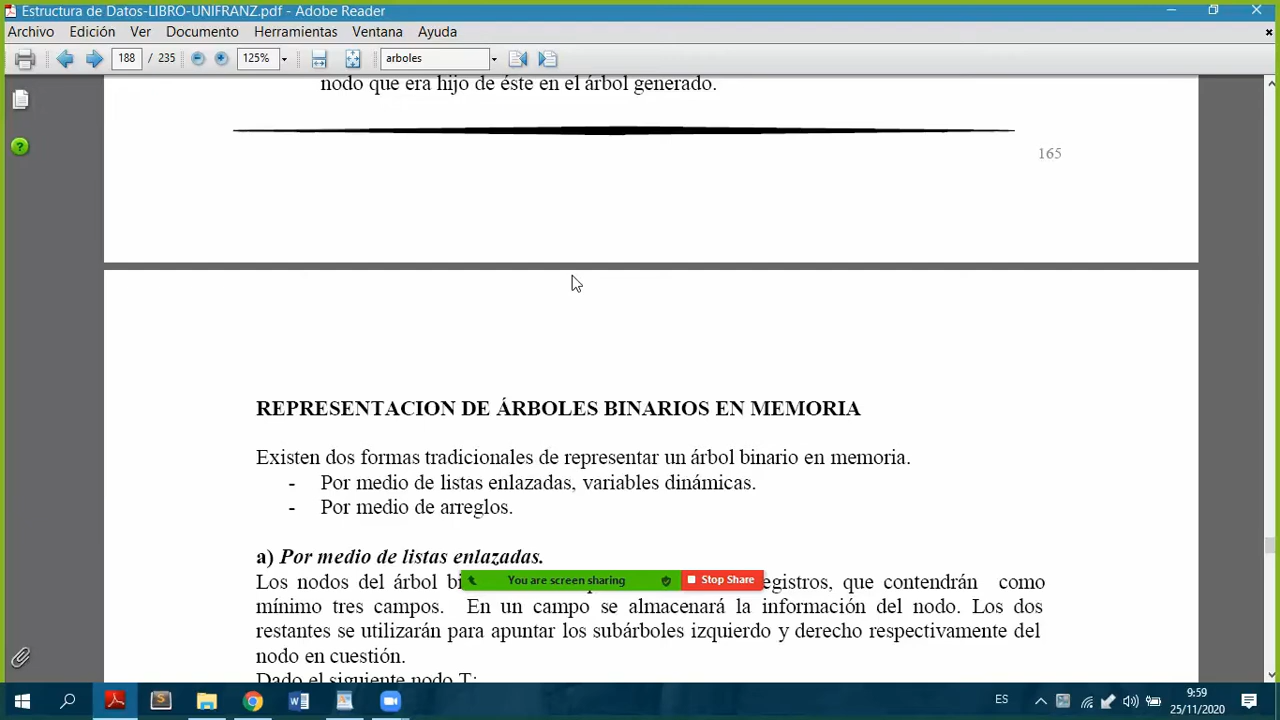 Estructura de Datos-LIBRO-UNIFRANZ.pdf - Adobe Reader
Archivo Edición Ver Documento Herramientas Ventana Ayuda
188 / 235 125% arboles
nodo que era hijo de éste en el árbol generado.
165
REPRESENTACION DE ÁRBOLES BINARIOS EN MEMORIA
Existen dos formas tradicionales de representar un árbol binario en memoria.
- Por medio de listas enlazadas, variables dinámicas.
- Por medio de arreglos.
a) Por medio de listas enlazadas.
Los nodos del árbol egistros, que contendrán como
You are screen sharing Stop Share
mínimo tres campos. En un campo se almacenará la información del nodo. Los dos
restantes se utilizarán para apuntar los subárboles izquierdo y derecho respectivamente del
nodo en cuestión.
Dado el siguiente nodo T:
ES
9:59
25/11/2020